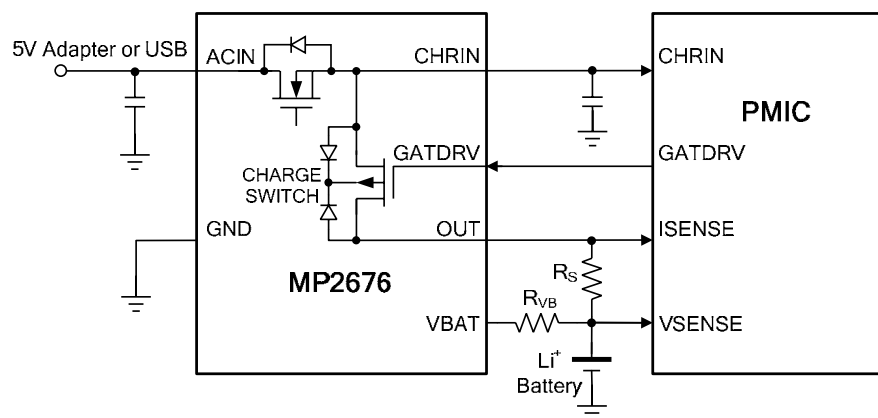 5V Adapter or USB
ACIN
CHRIN
CHRIN
PMIC
GATDRV
GATDRV
CHARGE
SWITCH
GND
OUT
ISENSE
MP2676
RS
RVB
VBAT
VSENSE
Li+
Battery